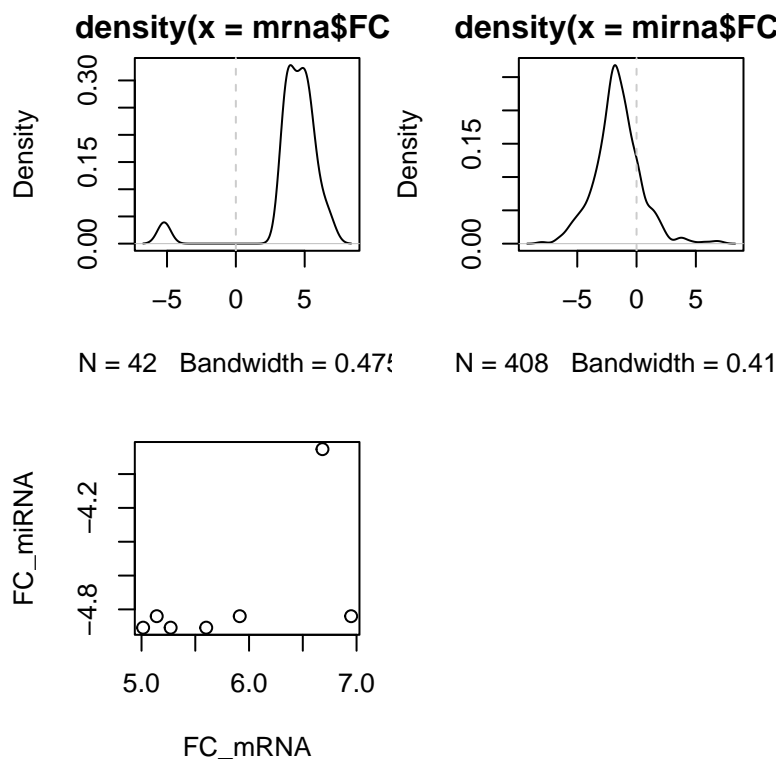 density(x = mrna$FC
Density
0.00
0.15
0.30
−5
0
5
N = 42 Bandwidth = 0.475
density(x = mirna$FC
Density
0.00
0.15
−5
0
5
N = 408 Bandwidth = 0.41
FC_miRNA
−4.8
−4.2
5.0
6.0
7.0
FC_mRNA